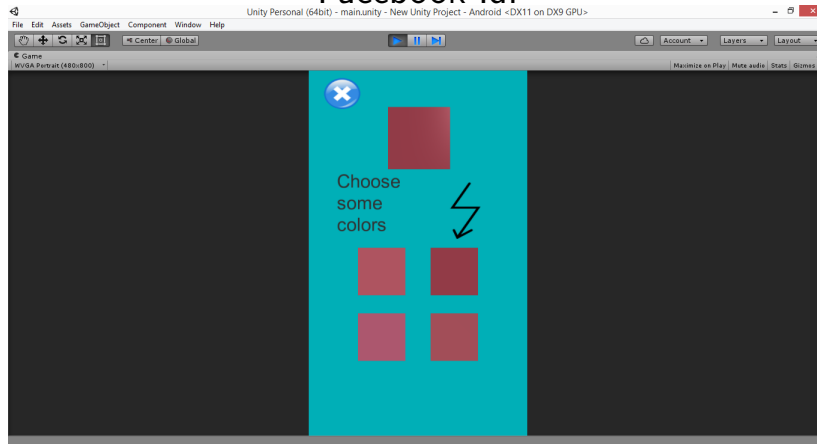 Unity Personal (64bit) - main.unity - New Unity Project - Android <DX11 on DX9 GPU>
File Edit Assets GameObject Component Window Help
Center Global Account Layers Layout
Game
WVGA Portrait (480x800) Maximize on Play Mute audio Stats Gizmos
Choose
some
colors